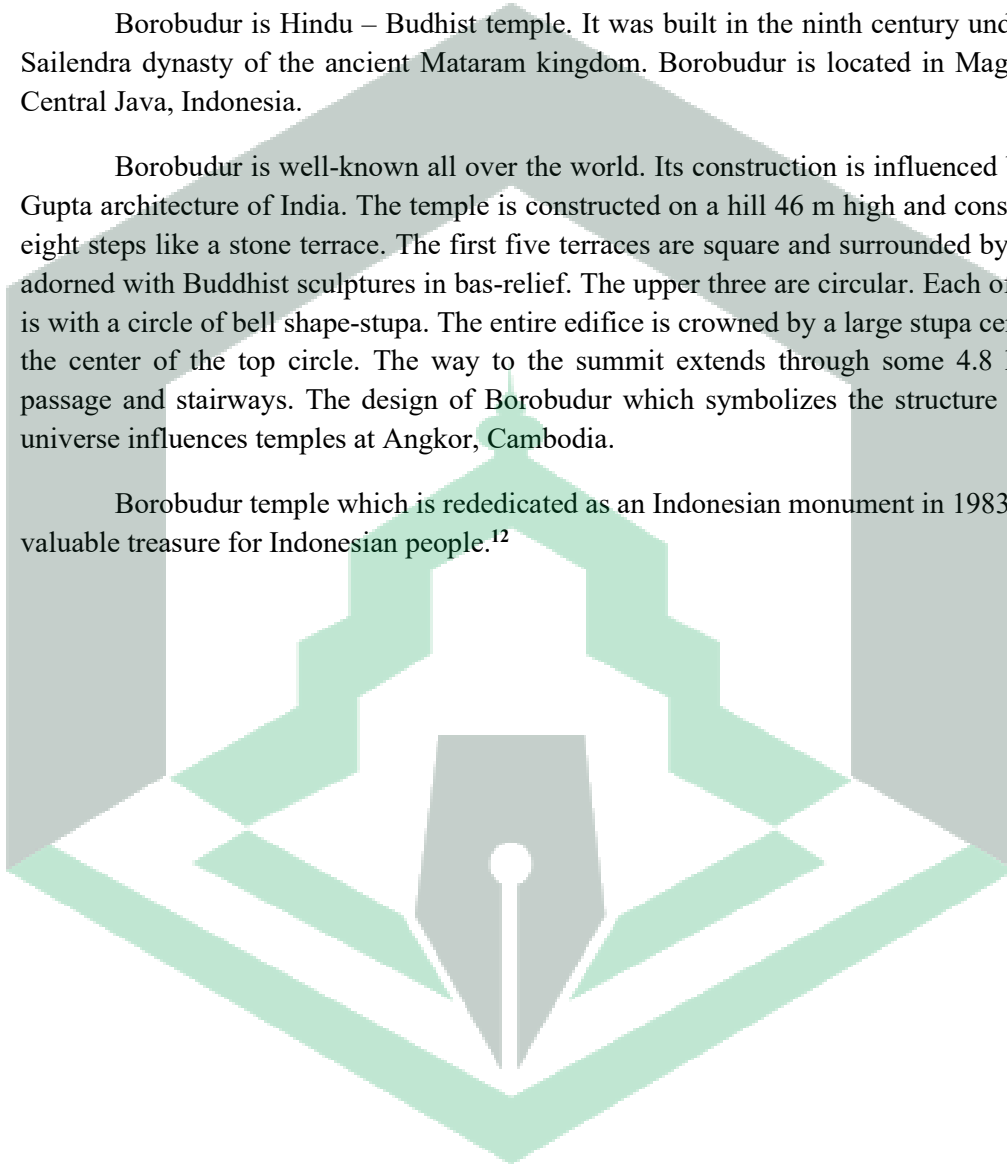 Borobudur is Hindu – Budhist temple. It was built in the ninth century
Sailendra dynasty of the ancient Mataram kingdom. Borobudur is located in
Central Java, Indonesia.
Borobudur is well-known all over the world. Its construction is influenced
Gupta architecture of India. The temple is constructed on a hill 46 m high and
eight steps like a stone terrace. The first five terraces are square and surrounded by
adorned with Buddhist sculptures in bas-relief. The upper three are circular. Each
is with a circle of bell shape-stupa. The entire edifice is crowned by a large stupa
the center of the top circle. The way to the summit extends through some 4.8
passage and stairways. The design of Borobudur which symbolizes the structure
universe influences temples at Angkor, Cambodia.
Borobudur temple which is rededicated as an Indonesian monument in 1983
valuable treasure for Indonesian people.12